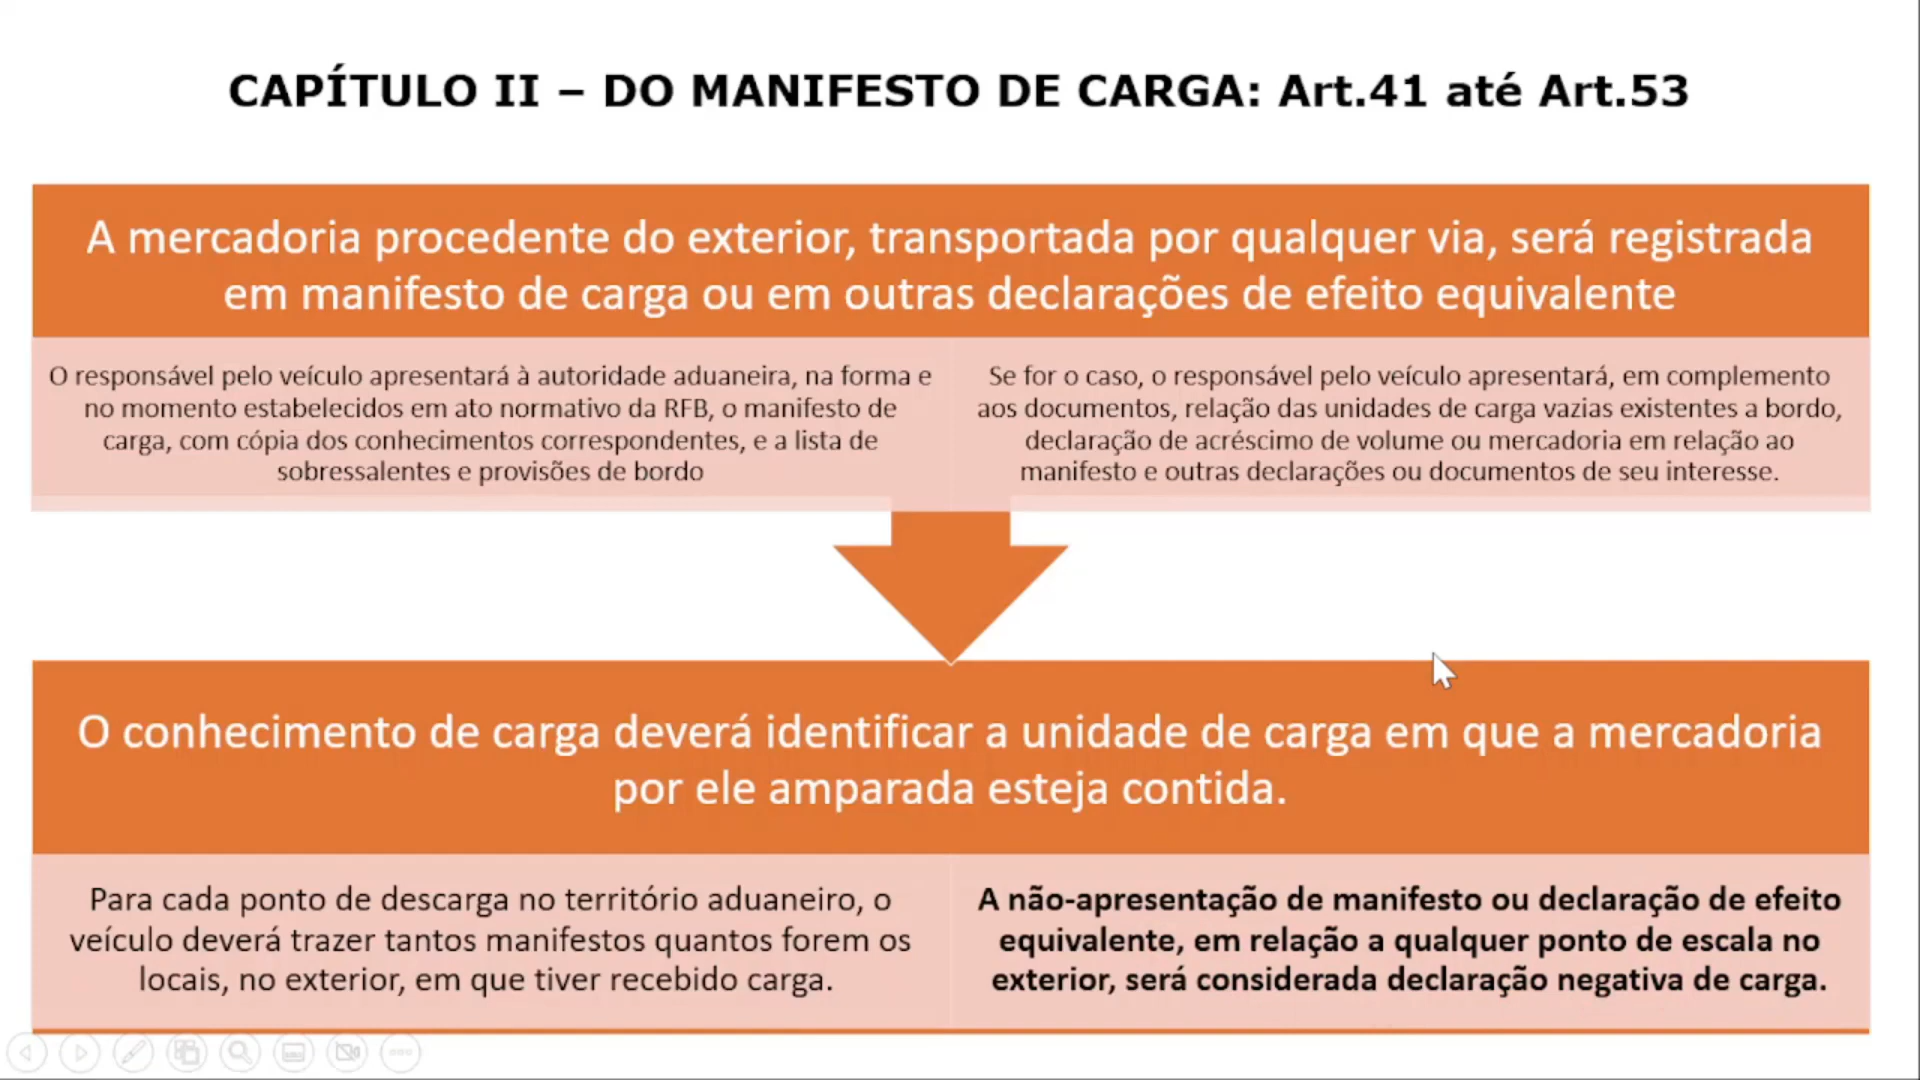 CAPÍTULO II – DO MANIFESTO DE CARGA: Art.41 até Art.53
A mercadoria procedente do exterior, transportada por qualquer via, será registrada
em manifesto de carga ou em outras declarações de efeito equivalente
O responsável pelo veículo apresentará à autoridade aduaneira, na forma e
no momento estabelecidos em ato normativo da RFB, o manifesto de
carga, com cópia dos conhecimentos correspondentes, e a lista de
sobressalentes e provisões de bordo
Se for o caso, o responsável pelo veículo apresentará, em complemento
aos documentos, relação das unidades de carga vazias existentes a bordo,
declaração de acréscimo de volume ou mercadoria em relação ao
manifesto e outras declarações ou documentos de seu interesse.
O conhecimento de carga deverá identificar a unidade de carga em que a mercadoria
por ele amparada esteja contida.
Para cada ponto de descarga no território aduaneiro, o
veículo deverá trazer tantos manifestos quantos forem os
locais, no exterior, em que tiver recebido carga.
A não-apresentação de manifesto ou declaração de efeito
equivalente, em relação a qualquer ponto de escala no
exterior, será considerada declaração negativa de carga.